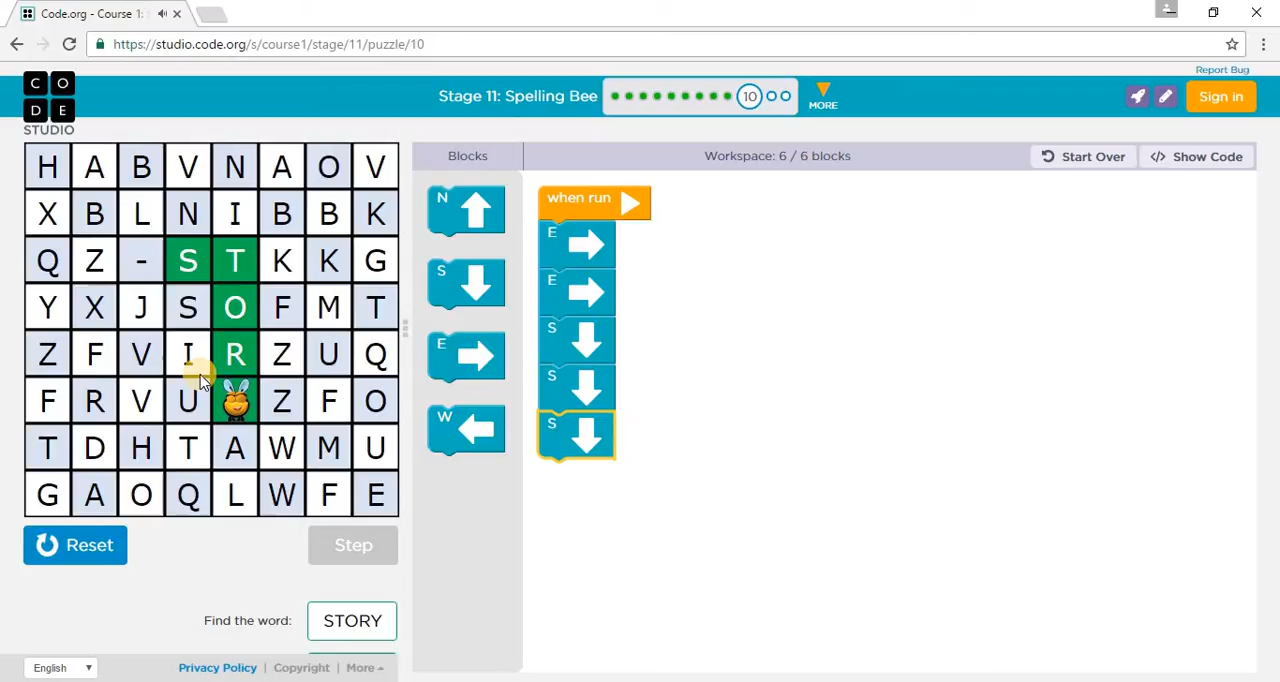 Code.org - Course 1:
https://studio.code.org/s/course1/stage/11/puzzle/10
Report Bug
C O
D E
STUDIO
Stage 11: Spelling Bee
10
MORE
Sign in
Blocks
Workspace: 6 / 6 blocks
Start Over
</> Show Code
H A B V N A O V
X B L N I B B K
Q Z - S T K K G
Y X J S O F M T
Z F V I R Z U Q
F R V U Z F O
T D H T A W M U
G A O Q L W F E
N
S
E
W
when run
E
E
S
S
S
Reset
Step
Find the word:
STORY
English
Privacy Policy | Copyright | More